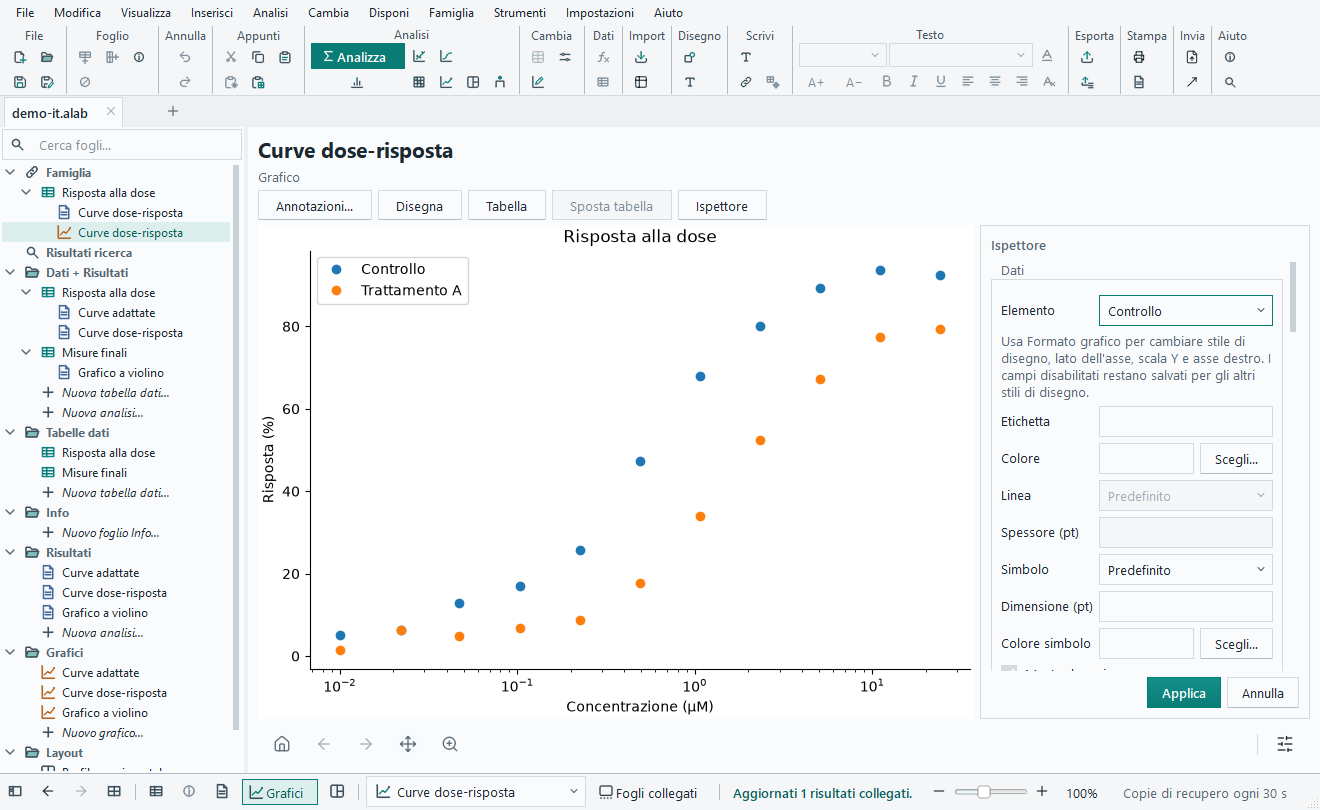 File Modifica Visualizza Inserisci Analisi Cambia Disponi Famiglia Strumenti Impostazioni Aiuto
File Foglio Annulla Appunti Analisi Cambia Dati Import Disegno Scrivi Testo Esporta Stampa Invia Aiuto
Σ Analizza
demo-it.alab
Cerca fogli...
Famiglia
Risposta alla dose
Curve dose-risposta
Curve dose-risposta
Risultati ricerca
Dati + Risultati
Risposta alla dose
Curve adattate
Curve dose-risposta
Misure finali
Grafico a violino
Nuova tabella dati...
Nuova analisi...
Tabelle dati
Risposta alla dose
Misure finali
Nuova tabella dati...
Info
Nuovo foglio Info...
Risultati
Curve adattate
Curve dose-risposta
Grafico a violino
Nuova analisi...
Grafici
Curve adattate
Curve dose-risposta
Grafico a violino
Nuovo grafico...
Layout
Curve dose-risposta
Grafico
Annotazioni... Disegna Tabella Sposta tabella Ispettore
Risposta alla dose
Controllo
Trattamento A
Risposta (%)
80
60
40
20
0
10⁻² 10⁻¹ 10⁰ 10¹
Concentrazione (µM)
Ispettore
Dati
Elemento Controllo
Usa Formato grafico per cambiare stile di
disegno, lato dell'asse, scala Y e asse destro. I
campi disabilitati restano salvati per gli altri
stili di disegno.
Etichetta
Colore Scegli...
Linea Predefinito
Spessore (pt)
Simbolo Predefinito
Dimensione (pt)
Colore simbolo Scegli...
Applica Annulla
Grafici Curve dose-risposta Fogli collegati Aggiornati 1 risultati collegati. 100% Copie di recupero ogni 30 s